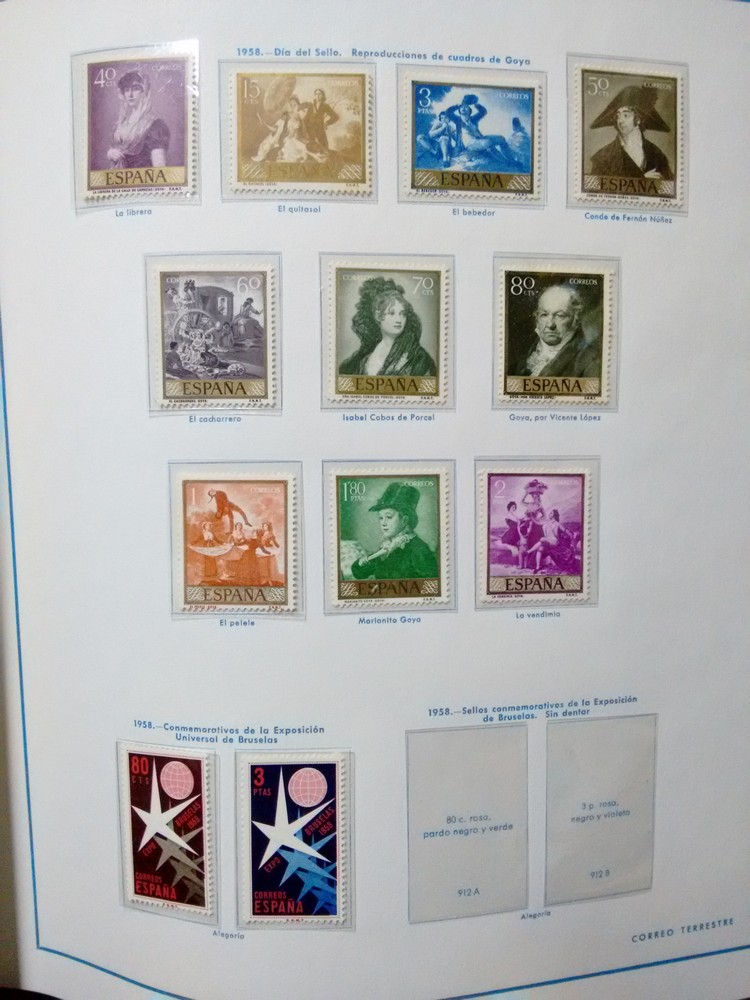 1958.—Día del Sello. Reproducciones de cuadros de Goya
40
CTS
ESPAÑA
La librera
15
CTS
CORREOS
ESPAÑA
El quitasol
3
PTAS
CORREOS
ESPAÑA
El bebedor
50
CTS
CORREOS
ESPAÑA
Conde de Fernán Núñez
60
CTS
ESPAÑA
EL CACHARRERO. GOYA.
F.N.M.T.
El cacharrero
CORREOS
70
CTS
ESPAÑA
F.N.M.T.
Isabel Cobos de Porcel
80
CTS
CORREOS
ESPAÑA
F.N.M.T.
Goya, por Vicente López
1
CORREOS
ESPAÑA
El pelele
1'80
PTAS
CORREOS
ESPAÑA
Marianito Goya
2
CORREOS
ESPAÑA
LA VENDIMIA. GOYA.
F.N.M.T.
La vendimia
1958.—Conmemorativos de la Exposición
Universal de Bruselas
80
CTS
EXPO BRUSELAS 1958
CORREOS
ESPAÑA
3
PTAS
EXPO BRUSELAS 1958
CORREOS
ESPAÑA
Alegoría
1958.—Sellos conmemorativos de la Exposición
de Bruselas. Sin dentar
80 c. rosa,
pardo negro y verde
912 A
3 p. rosa,
negro y violeta
912 B
Alegoría
CORREO TERRESTRE